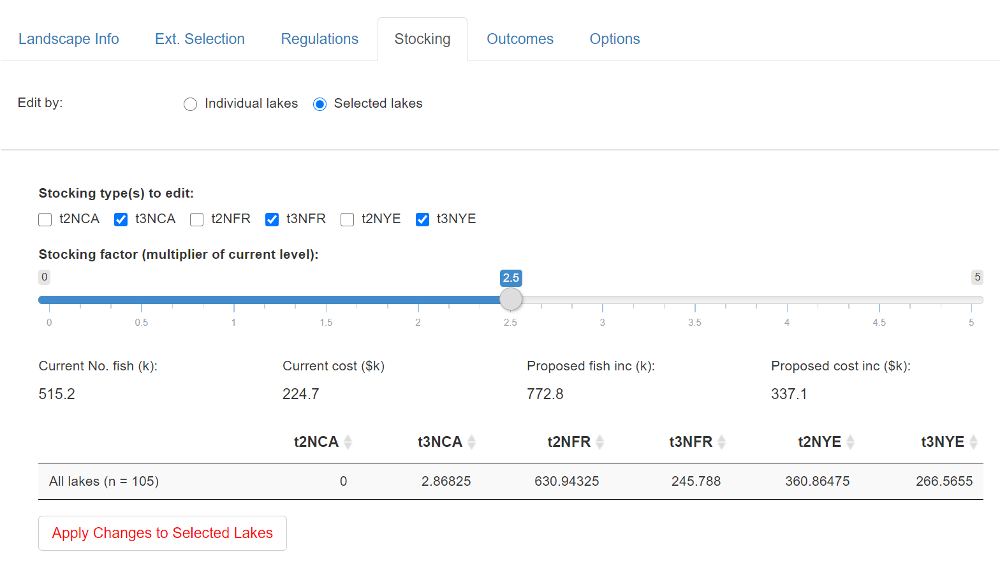 Landscape Info Ext. Selection Regulations Stocking Outcomes Options
Edit by: Individual lakes Selected lakes
Stocking type(s) to edit:
t2NCA t3NCA t2NFR t3NFR t2NYE t3NYE
Stocking factor (multiplier of current level):
0 2.5 5
0 0.5 1 1.5 2 2.5 3 3.5 4 4.5 5
Current No. fish (k): Current cost ($k) Proposed fish inc (k): Proposed cost inc ($k):
515.2 224.7 772.8 337.1
t2NCA t3NCA t2NFR t3NFR t2NYE t3NYE
All lakes (n = 105) 0 2.86825 630.94325 245.788 360.86475 266.5655
Apply Changes to Selected Lakes